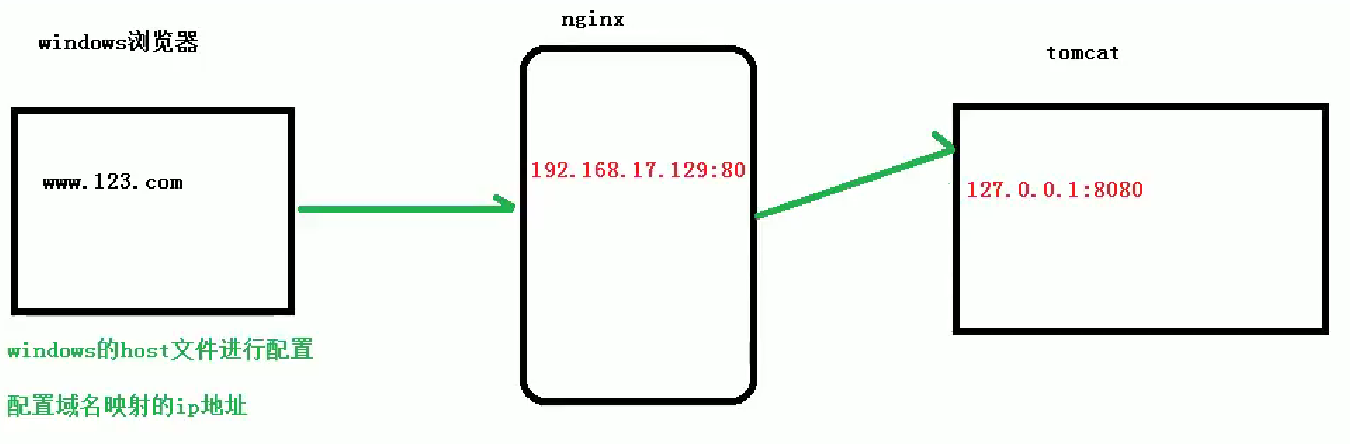 windows浏览器
nginx
tomcat
www.123.com
192.168.17.129:80
127.0.0.1:8080
windows的host文件进行配置
配置域名映射的ip地址